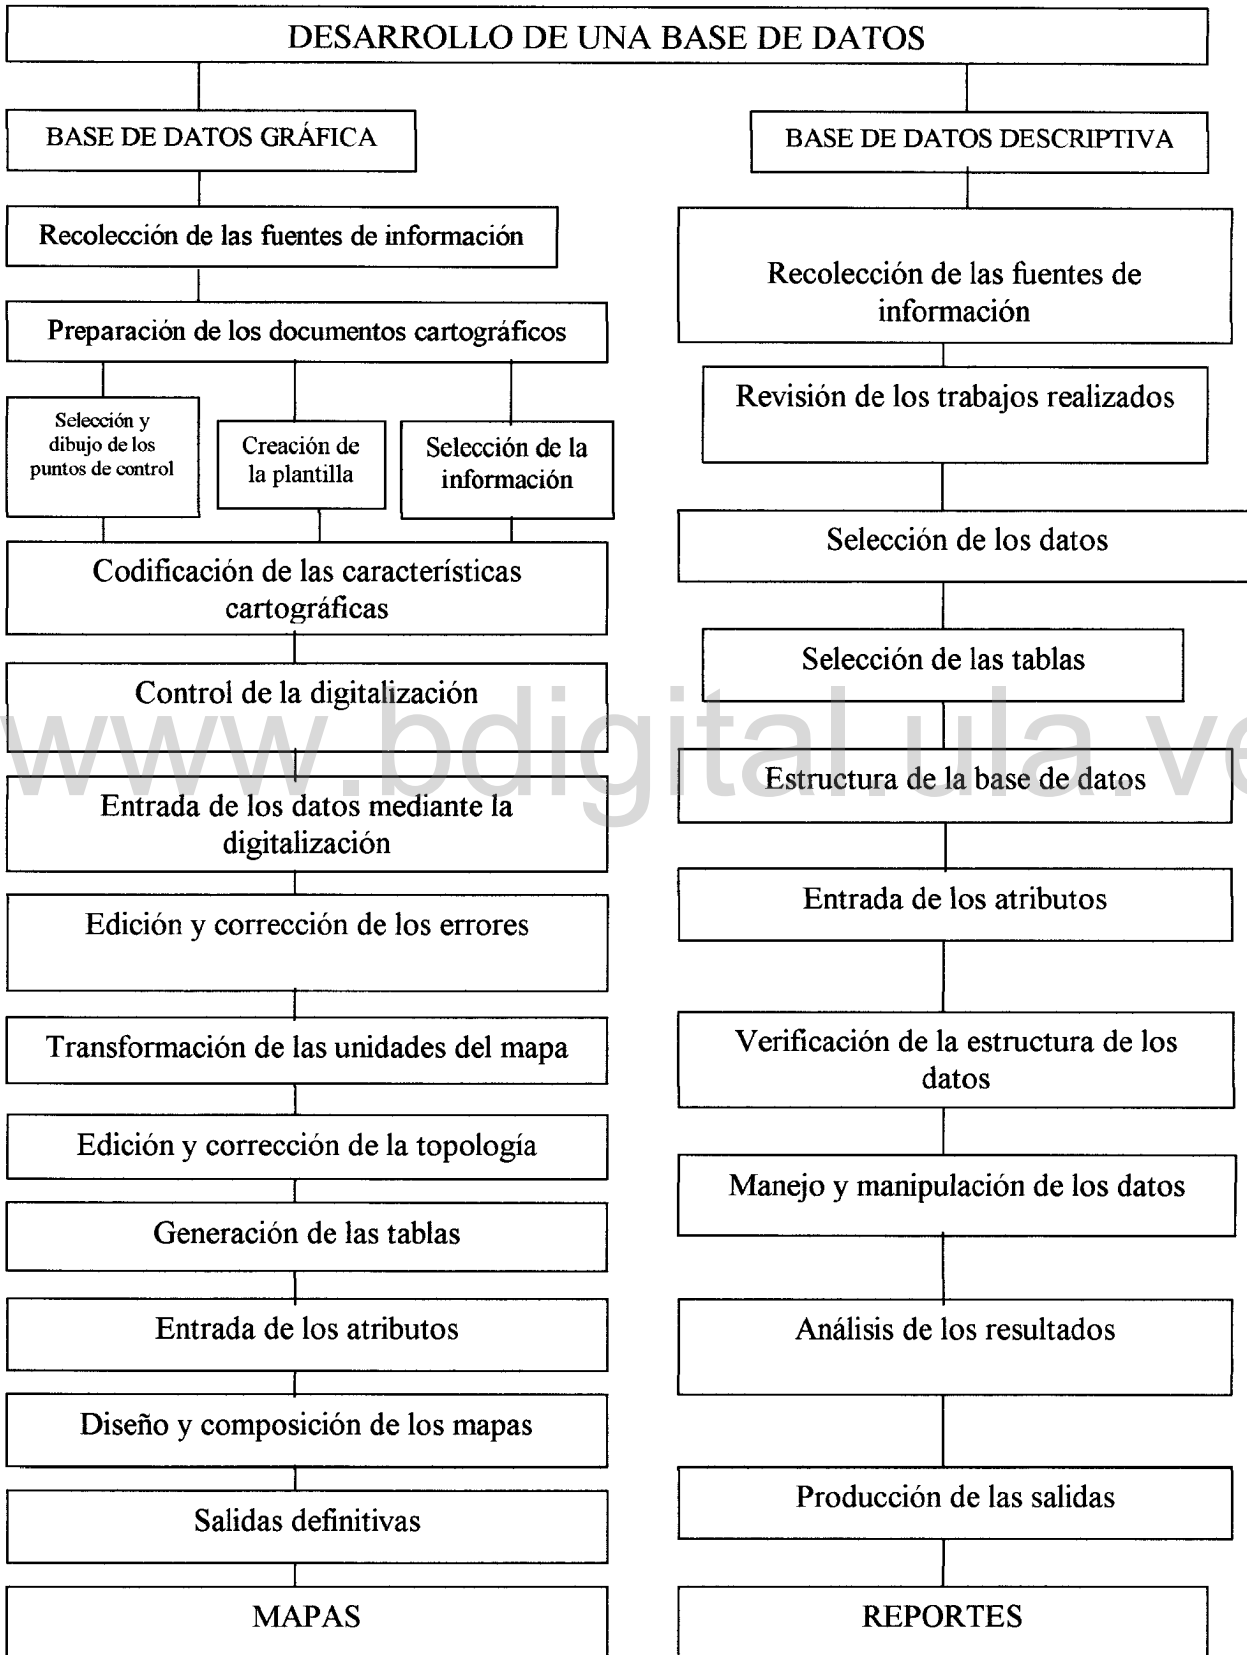 DESARROLLO DE UNA BASE DE DATOS
BASE DE DATOS GRÁFICA
Recolección de las fuentes de información
Preparación de los documentos cartográficos
Selección y
dibujo de los
puntos de control
Creación de
la plantilla
Selección de la
información
Codificación de las características
cartográficas
Control de la digitalización
Entrada de los datos mediante la
digitalización
Edición y corrección de los errores
Transformación de las unidades del mapa
Edición y corrección de la topología
Generación de las tablas
Entrada de los atributos
Diseño y composición de los mapas
Salidas definitivas
MAPAS
BASE DE DATOS DESCRIPTIVA
Recolección de las fuentes de
información
Revisión de los trabajos realizados
Selección de los datos
Selección de las tablas
Estructura de la base de datos
Entrada de los atributos
Verificación de la estructura de los
datos
Manejo y manipulación de los datos
Análisis de los resultados
Producción de las salidas
REPORTES
www.bdigital.ula.ve